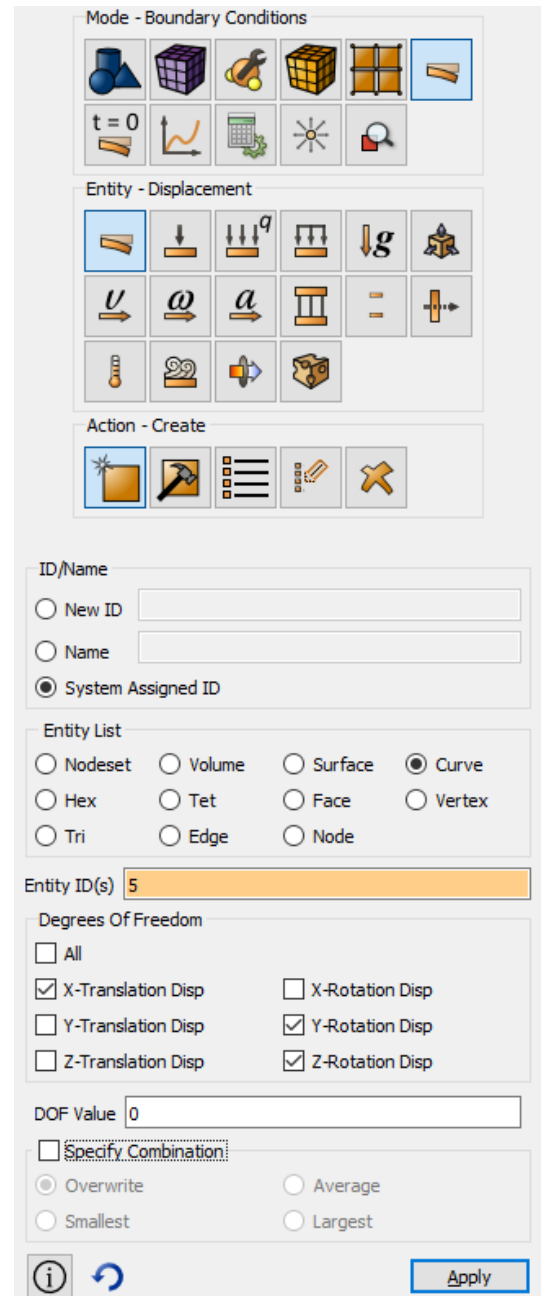 Mode - Boundary Conditions
t = 0
Entity - Displacement
q
g
υ ω a
Action - Create
ID/Name
New ID
Name
System Assigned ID
Entity List
Nodeset Volume Surface Curve
Hex Tet Face Vertex
Tri Edge Node
Entity ID(s) 5
Degrees Of Freedom
All
X-Translation Disp X-Rotation Disp
Y-Translation Disp Y-Rotation Disp
Z-Translation Disp Z-Rotation Disp
DOF Value 0
Specify Combination
Overwrite Average
Smallest Largest
i Apply